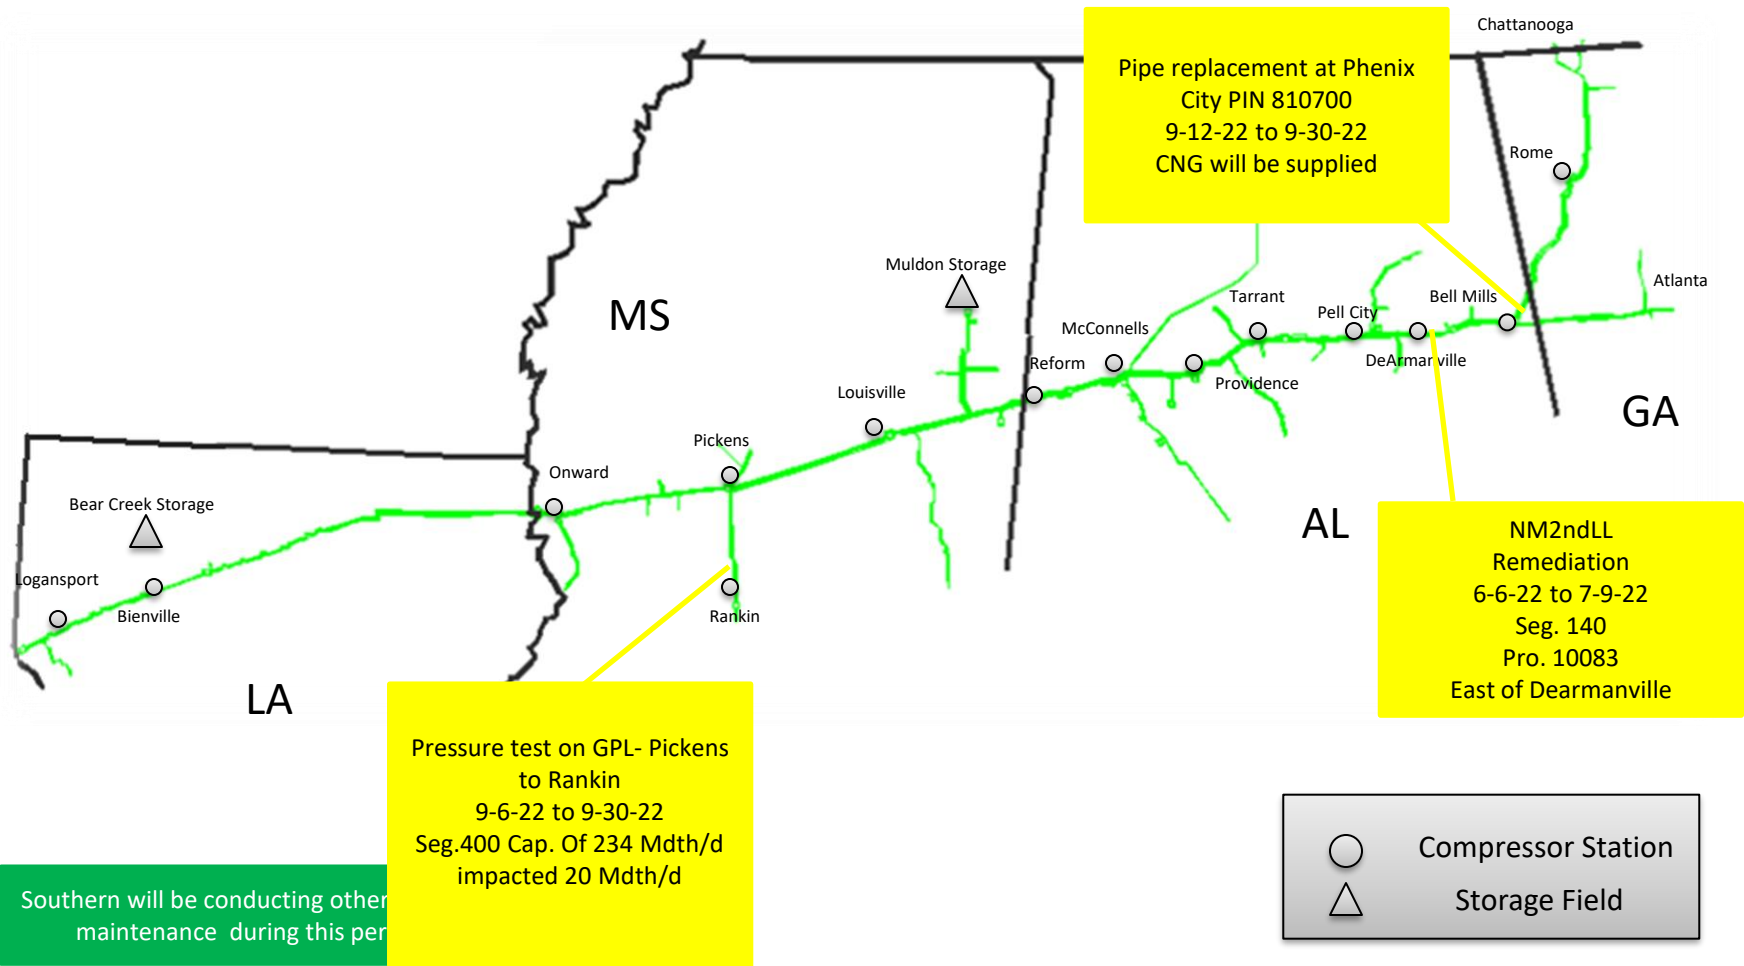 Chattanooga
Pipe replacement at Phenix
City PIN 810700
9-12-22 to 9-30-22
CNG will be supplied
Rome
Muldon Storage
Atlanta
Tarrant
Bell Mills
MS
Pell City
McConnells
Reform
DeArmanville
Providence
Louisville
GA
Pickens
Onward
Bear Creek Storage
AL
NM2ndLL
Remediation
6-6-22 to 7-9-22
Seg. 140
Pro. 10083
East of Dearmanville
Logansport
Bienville
Rankin
LA
Pressure test on GPL- Pickens
to Rankin
9-6-22 to 9-30-22
Seg.400 Cap. Of 234 Mdth/d
impacted 20 Mdth/d
Southern will be conducting other
maintenance during this per
Compressor Station
Storage Field